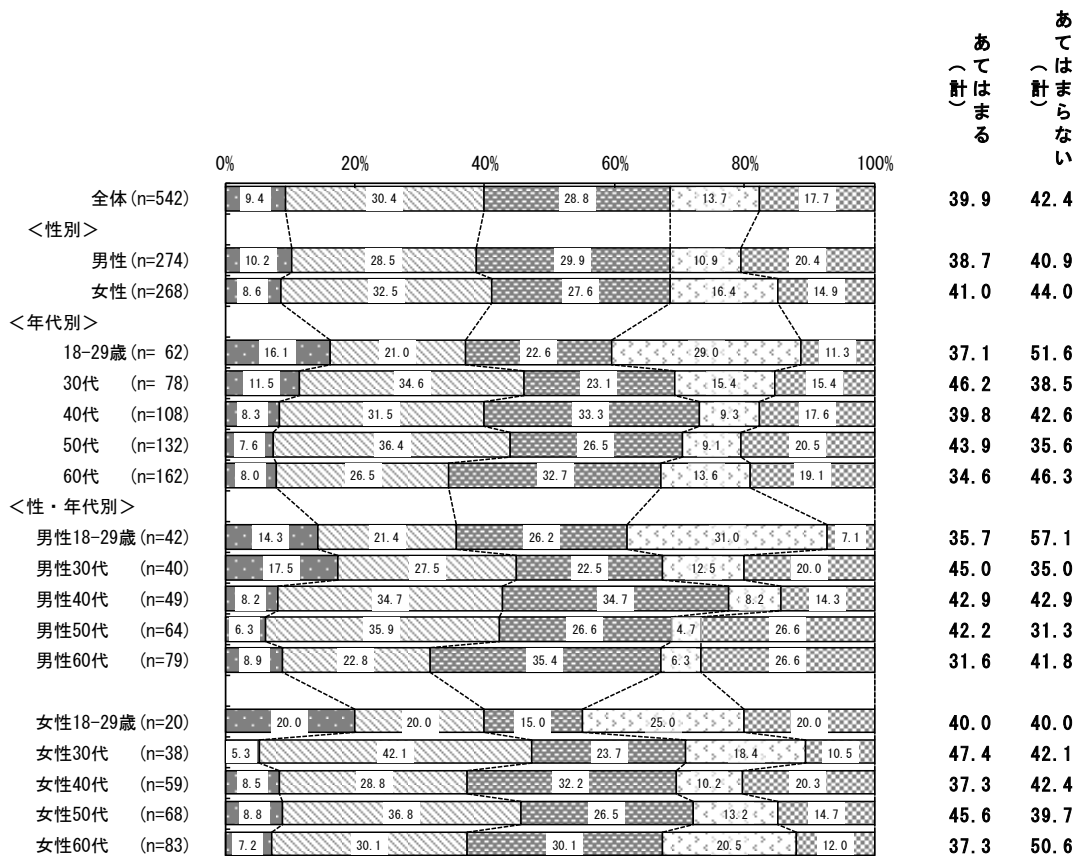 あてはまる（計）
あてはまらない（計）
0% 20% 40% 60% 80% 100%
全体(n=542) 9.4 30.4 28.8 13.7 17.7 39.9 42.4
＜性別＞
男性(n=274) 10.2 28.5 29.9 10.9 20.4 38.7 40.9
女性(n=268) 8.6 32.5 27.6 16.4 14.9 41.0 44.0
＜年代別＞
18-29歳(n= 62) 16.1 21.0 22.6 29.0 11.3 37.1 51.6
30代 (n= 78) 11.5 34.6 23.1 15.4 15.4 46.2 38.5
40代 (n=108) 8.3 31.5 33.3 9.3 17.6 39.8 42.6
50代 (n=132) 7.6 36.4 26.5 9.1 20.5 43.9 35.6
60代 (n=162) 8.0 26.5 32.7 13.6 19.1 34.6 46.3
＜性・年代別＞
男性18-29歳(n=42) 14.3 21.4 26.2 31.0 7.1 35.7 57.1
男性30代 (n=40) 17.5 27.5 22.5 12.5 20.0 45.0 35.0
男性40代 (n=49) 8.2 34.7 34.7 8.2 14.3 42.9 42.9
男性50代 (n=64) 6.3 35.9 26.6 4.7 26.6 42.2 31.3
男性60代 (n=79) 8.9 22.8 35.4 6.3 26.6 31.6 41.8
女性18-29歳(n=20) 20.0 20.0 15.0 25.0 20.0 40.0 40.0
女性30代 (n=38) 5.3 42.1 23.7 18.4 10.5 47.4 42.1
女性40代 (n=59) 8.5 28.8 32.2 10.2 20.3 37.3 42.4
女性50代 (n=68) 8.8 36.8 26.5 13.2 14.7 45.6 39.7
女性60代 (n=83) 7.2 30.1 30.1 20.5 12.0 37.3 50.6